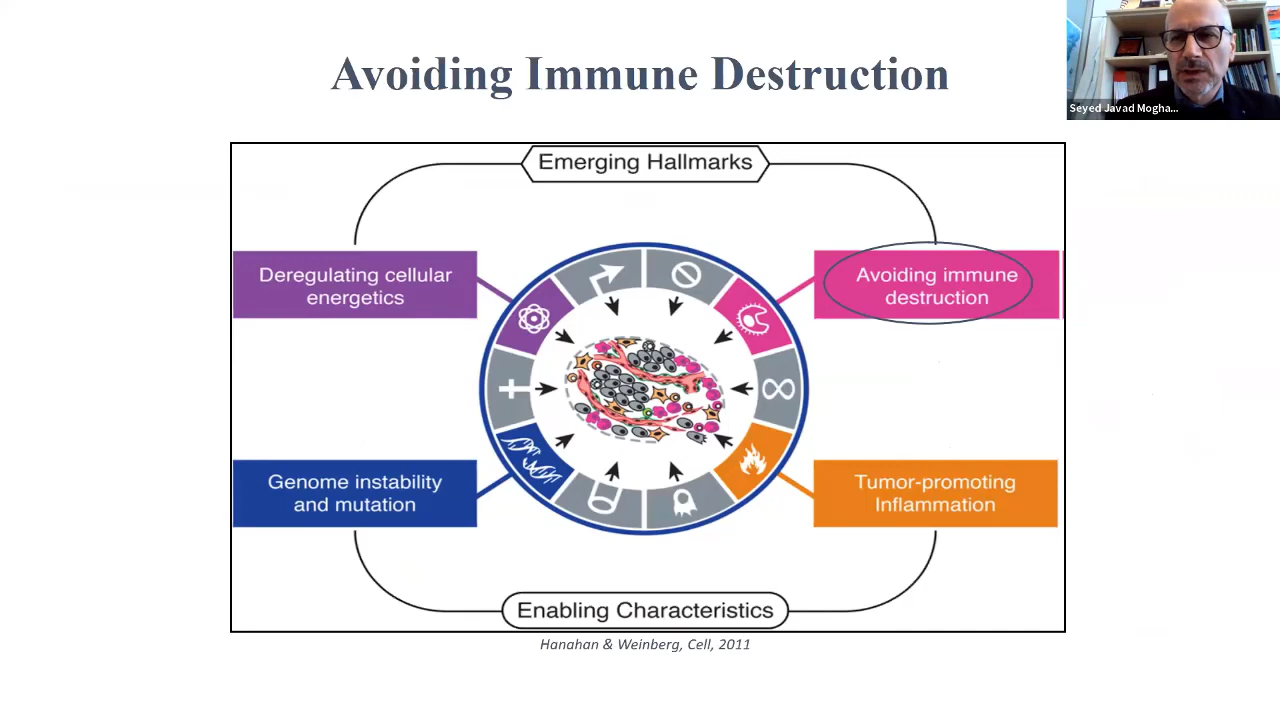 Avoiding Immune Destruction
Seyed Javad Mogha...
Emerging Hallmarks
Deregulating cellular
energetics
Avoiding immune
destruction
Genome instability
and mutation
Tumor-promoting
Inflammation
Enabling Characteristics
Hanahan & Weinberg, Cell, 2011